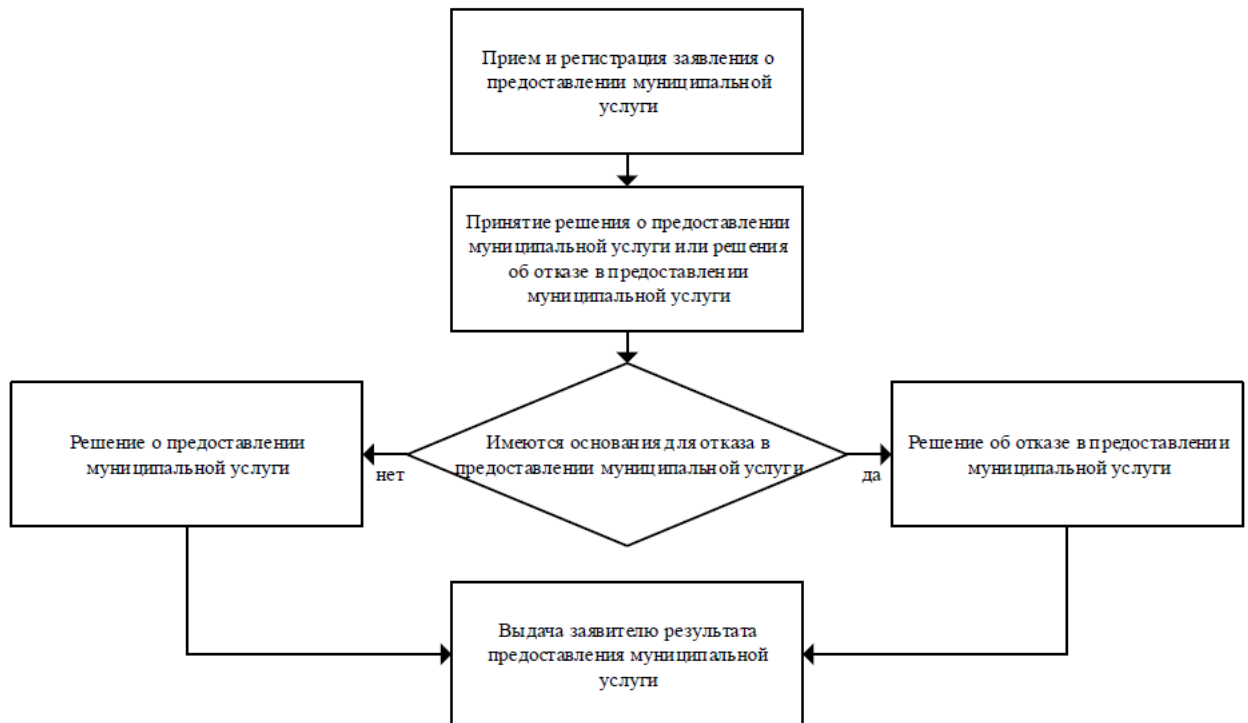 Прием и регистрация заявления о
предоставлении муниципальной
услуги
Принятие решения о предоставлении
муниципальной услуги или решения
об отказе в предоставлении
муниципальной услуги
Решение о предоставлении
муниципальной услуги
нет
Имеются основания для отказа в
предоставлении муниципальной услуги
да
Решение об отказе в предоставлении
муниципальной услуги
Выдача заявителю результата
предоставления муниципальной
услуги